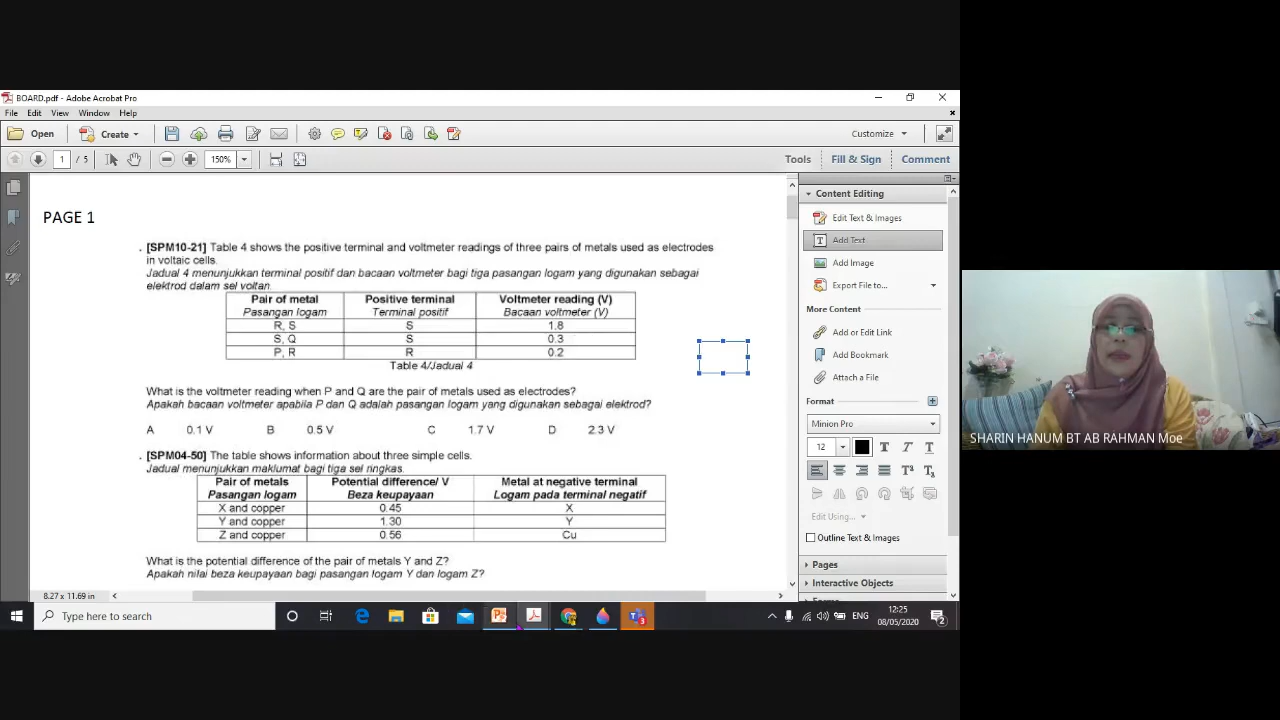 BOARD.pdf - Adobe Acrobat Pro
File Edit View Window Help
Open Create Customize
1 / 5 150% Tools Fill & Sign Comment
PAGE 1
. [SPM10-21] Table 4 shows the positive terminal and voltmeter readings of three pairs of metals used as electrodes
in voltaic cells.
Jadual 4 menunjukkan terminal positif dan bacaan voltmeter bagi tiga pasangan logam yang digunakan sebagai
elektrod dalam sel voltan.
Pair of metal Positive terminal Voltmeter reading (V)
Pasangan logam Terminal positif Bacaan voltmeter (V)
R, S S 1.8
S, Q S 0.3
P, R R 0.2
Table 4/Jadual 4
What is the voltmeter reading when P and Q are the pair of metals used as electrodes?
Apakah bacaan voltmeter apabila P dan Q adalah pasangan logam yang digunakan sebagai elektrod?
A 0.1 V B 0.5 V C 1.7 V D 2.3 V
. [SPM04-50] The table shows information about three simple cells.
Jadual menunjukkan maklumat bagi tiga sel ringkas.
Pair of metals Potential difference/ V Metal at negative terminal
Pasangan logam Beza keupayaan Logam pada terminal negatif
X and copper 0.45 X
Y and copper 1.30 Y
Z and copper 0.56 Cu
What is the potential difference of the pair of metals Y and Z?
Apakah nilai beza keupayaan bagi pasangan logam Y dan logam Z?
8.27 x 11.69 in
Content Editing
Edit Text & Images
Add Text
Add Image
Export File to...
More Content
Add or Edit Link
Add Bookmark
Attach a File
Format
Minion Pro
12
Edit Using...
Outline Text & Images
Pages
Interactive Objects
SHARIN HANUM BT AB RAHMAN Moe
Type here to search
ENG
12:25
08/05/2020